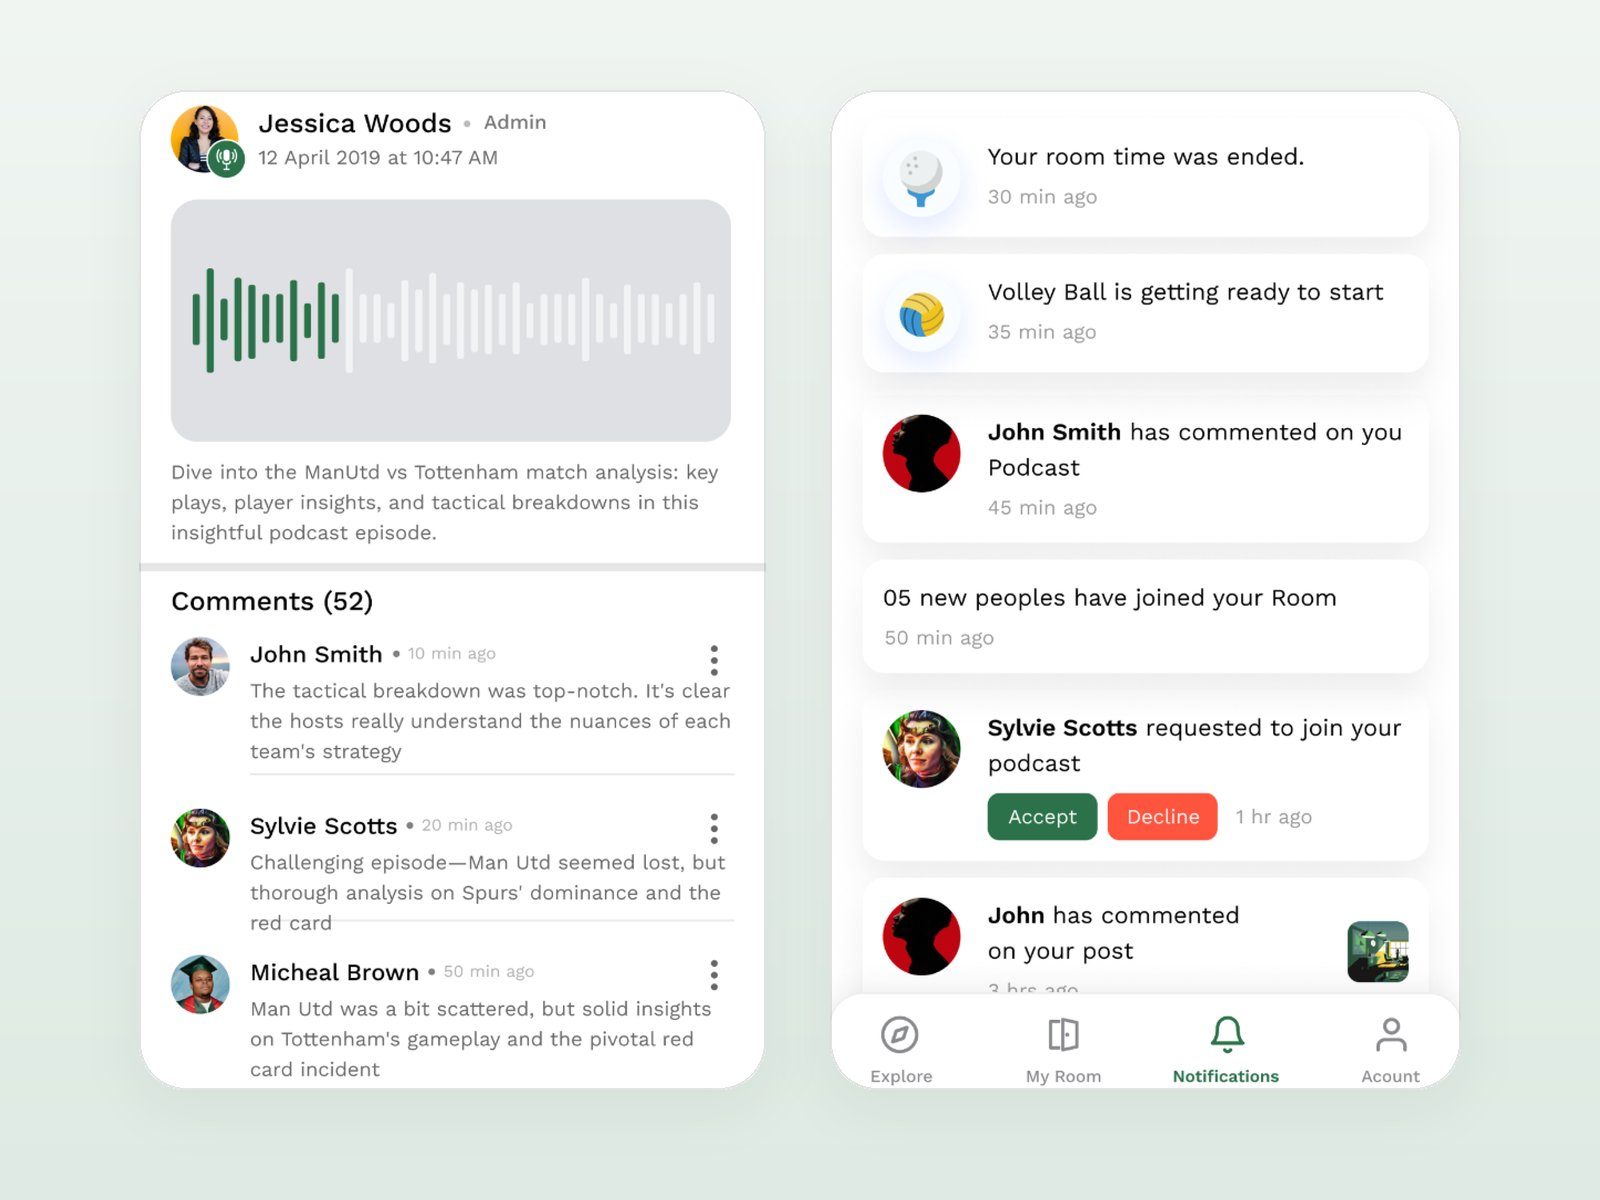 Jessica Woods • Admin
12 April 2019 at 10:47 AM
Dive into the ManUtd vs Tottenham match analysis: key
plays, player insights, and tactical breakdowns in this
insightful podcast episode.
Comments (52)
John Smith • 10 min ago
The tactical breakdown was top-notch. It's clear
the hosts really understand the nuances of each
team's strategy
Sylvie Scotts • 20 min ago
Challenging episode—Man Utd seemed lost, but
thorough analysis on Spurs' dominance and the
red card
Micheal Brown • 50 min ago
Man Utd was a bit scattered, but solid insights
on Tottenham's gameplay and the pivotal red
card incident
Your room time was ended.
30 min ago
Volley Ball is getting ready to start
35 min ago
John Smith has commented on you
Podcast
45 min ago
05 new peoples have joined your Room
50 min ago
Sylvie Scotts requested to join your
podcast
Accept Decline 1 hr ago
John has commented
on your post
3 hrs ago
Explore My Room Notifications Acount